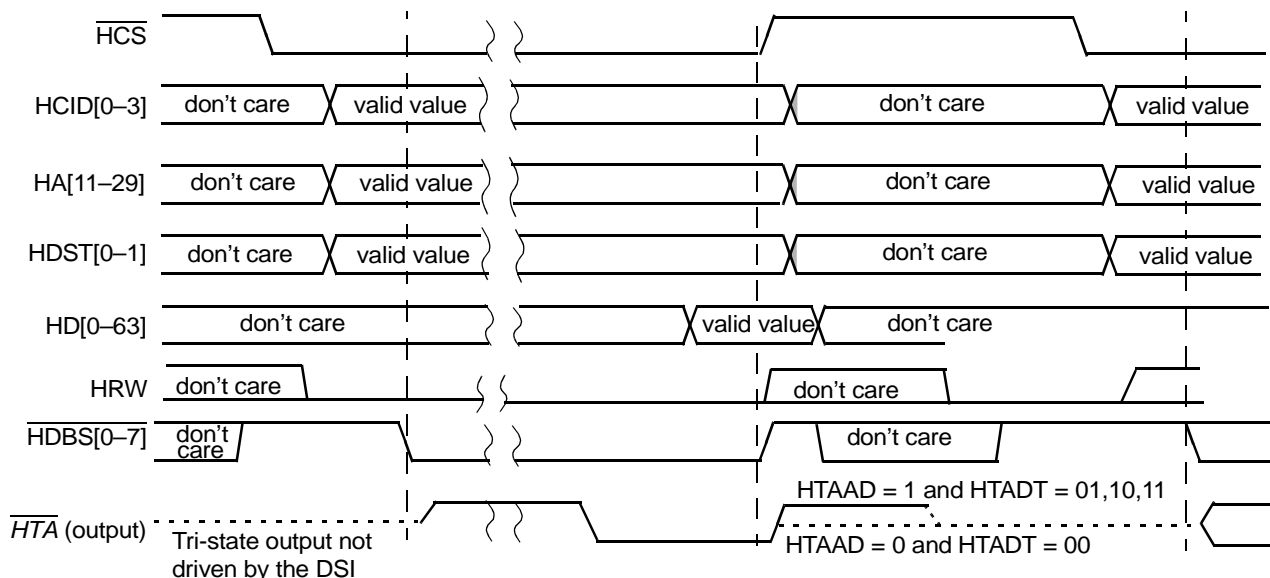 HCS
HCID[0–3] don't care valid value don't care valid value
HA[11–29] don't care valid value don't care valid value
HDST[0–1] don't care valid value don't care valid value
HD[0–63] don't care valid value don't care
HRW don't care don't care
HDBS[0–7] don't care don't care
HTAAD = 1 and HTADT = 01,10,11
HTA (output)
HTAAD = 0 and HTADT = 00
Tri-state output not
driven by the DSI